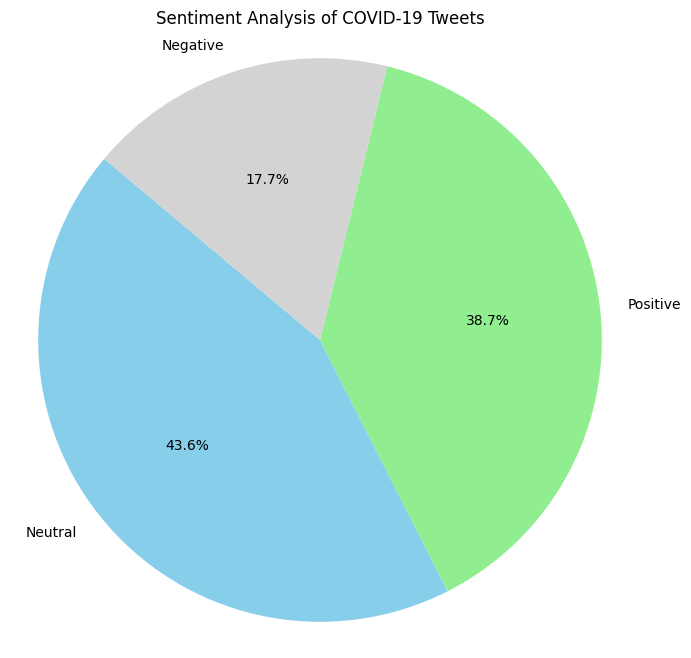 Sentiment Analysis of COVID-19 Tweets
Negative
17.7%
Positive
38.7%
43.6%
Neutral